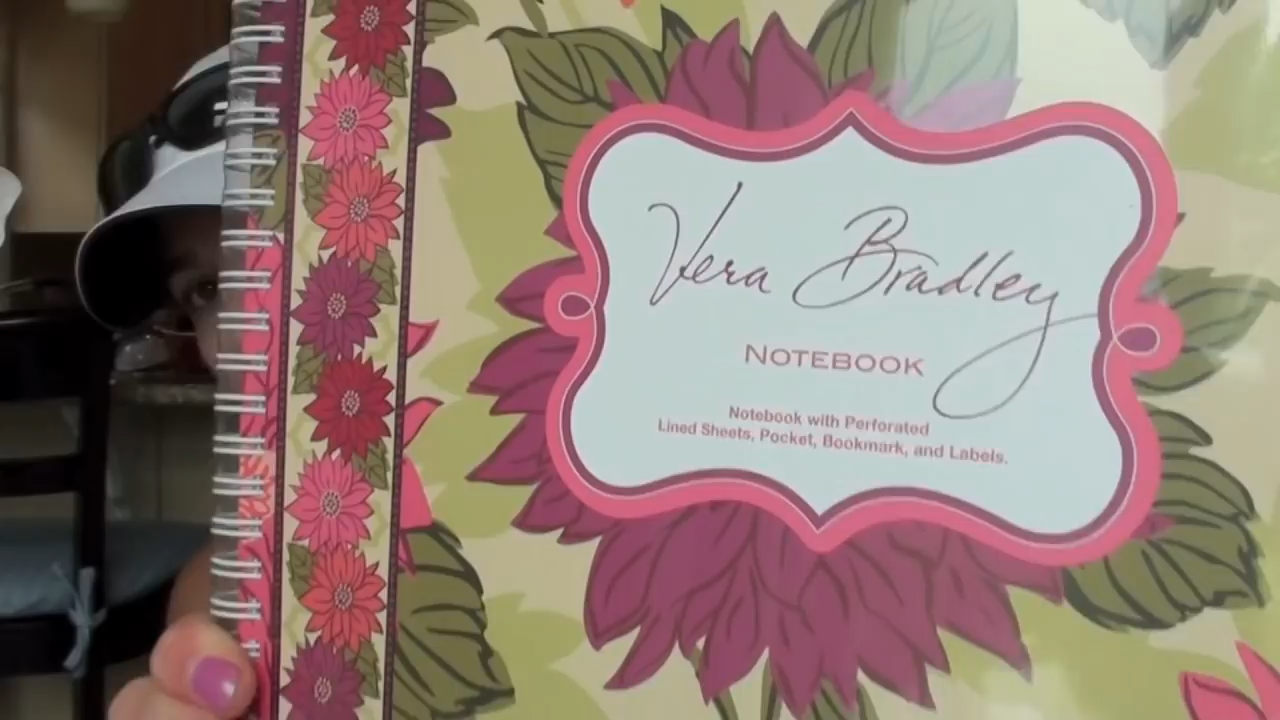 Vera Bradley
NOTEBOOK
Notebook with Perforated
Lined Sheets, Pocket, Bookmark, and Labels.